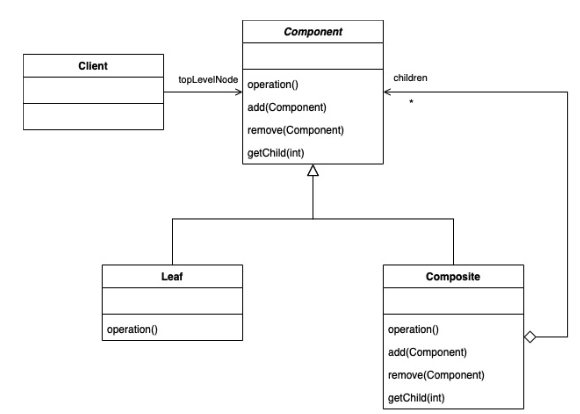 Component
operation()
add(Component)
remove(Component)
getChild(int)
Client
topLevelNode
children
*
Leaf
operation()
Composite
operation()
add(Component)
remove(Component)
getChild(int)